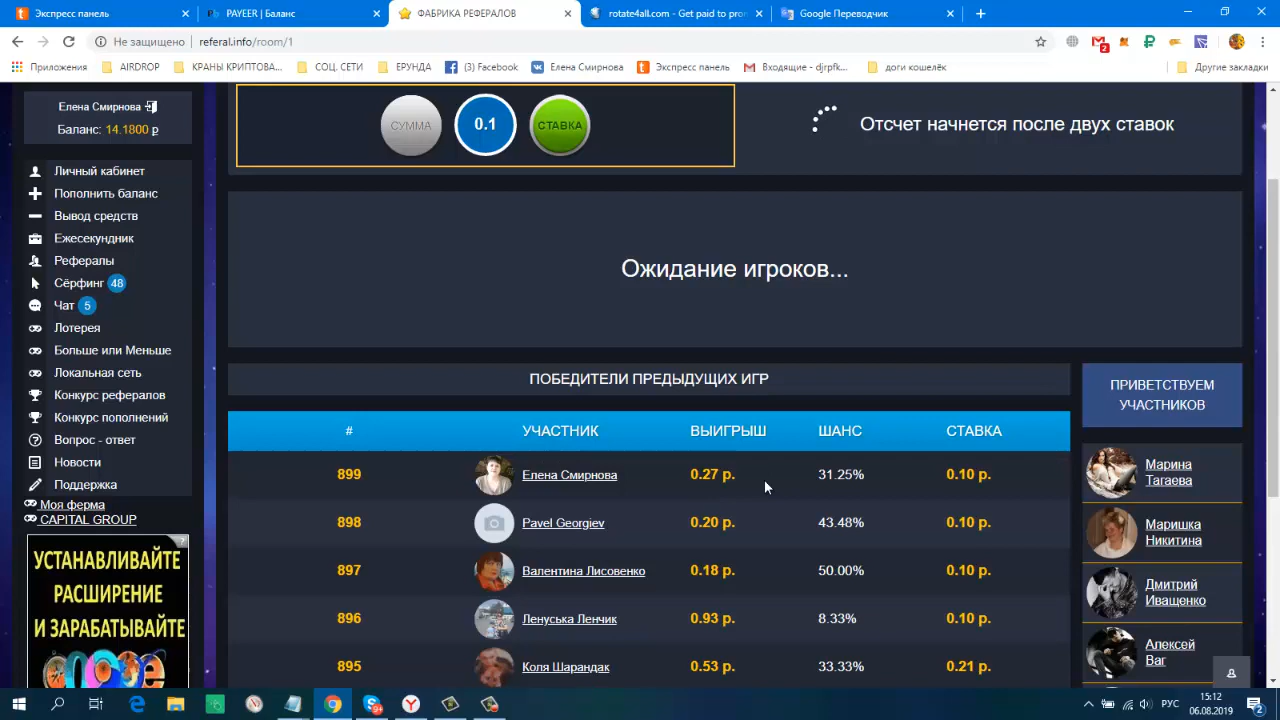 Экспресс панель
PAYEER | Баланс
ФАБРИКА РЕФЕРАЛОВ
rotate4all.com - Get paid to pron
Google Переводчик
Не защищено
referal.info/room/1
2
Приложения
AIRDROP
КРАНЫ КРИПТОВА...
СОЦ. СЕТИ
ЕРУНДА
(3) Facebook
Елена Смирнова
Экспресс панель
Входящие - djrpfk...
доги кошелёк
Другие закладки
Елена Смирнова
Баланс: 14.1800 р
Личный кабинет
Пополнить баланс
Вывод средств
Ежесекундник
Рефералы
Сёрфинг 48
Чат 5
Лотерея
Больше или Меньше
Локальная сеть
Конкурс рефералов
Конкурс пополнений
Вопрос - ответ
Новости
Поддержка
Моя ферма
CAPITAL GROUP
УСТАНАВЛИВАЙТЕ
РАСШИРЕНИЕ
И ЗАРАБАТЫВАЙТЕ
СУММА
0.1
СТАВКА
Отсчет начнется после двух ставок
Ожидание игроков...
ПОБЕДИТЕЛИ ПРЕДЫДУЩИХ ИГР
# УЧАСТНИК ВЫИГРЫШ ШАНС СТАВКА
899 Елена Смирнова 0.27 р. 31.25% 0.10 р.
898 Pavel Georgiev 0.20 р. 43.48% 0.10 р.
897 Валентина Лисовенко 0.18 р. 50.00% 0.10 р.
896 Ленуська Ленчик 0.93 р. 8.33% 0.10 р.
895 Коля Шарандак 0.53 р. 33.33% 0.21 р.
ПРИВЕТСТВУЕМ
УЧАСТНИКОВ
Марина
Тагаева
Маришка
Никитина
Дмитрий
Иващенко
Алексей
Ваг
РУС
15:12
06.08.2019
2